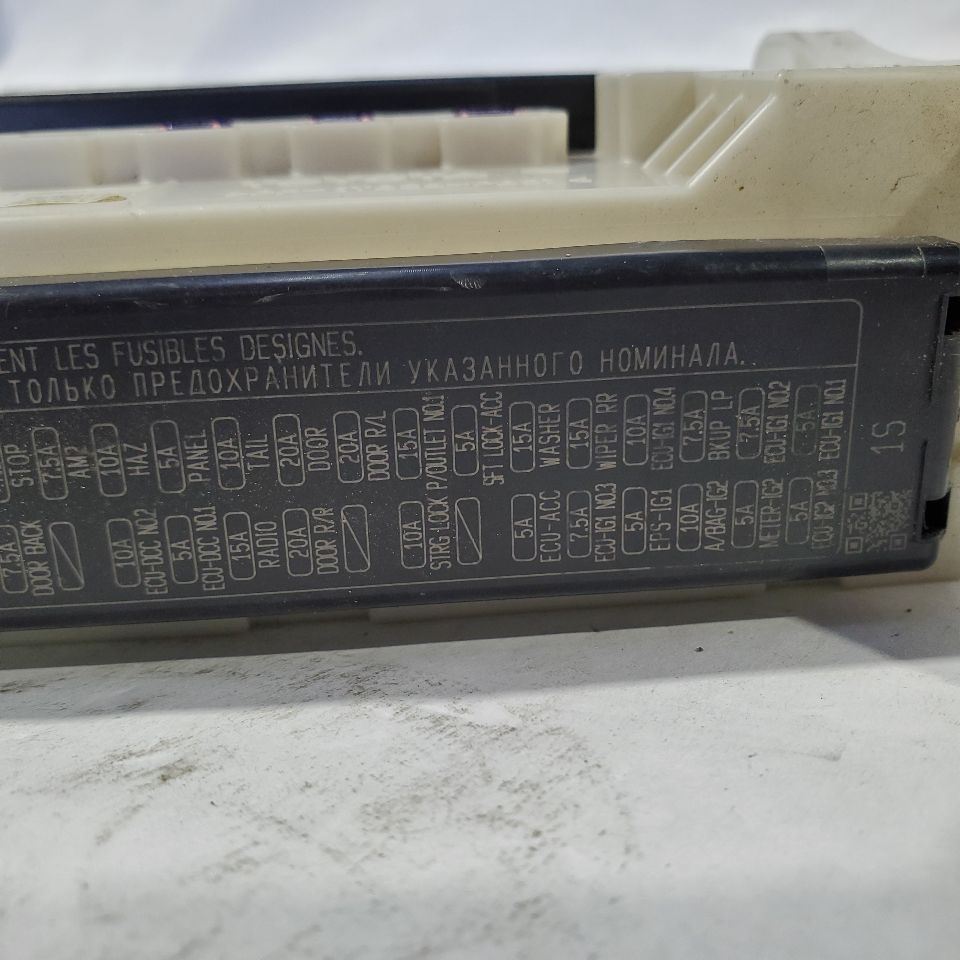 ENT LES FUSIBLES DESIGNES.
ТОЛЬКО ПРЕДОХРАНИТЕЛИ УКАЗАННОГО НОМИНАЛА.
STOP
7.5A
AM2
10A
HAZ
5A
PANEL
10A
TAIL
20A
DOOR
20A
DOOR R/L
15A
P/OUTLET NO.1
5A
SFT LOCK-ACC
15A
WASHER
15A
WIPER RR
10A
ECU-IG1 NO.4
7.5A
BKUP LP
7.5A
ECU-IG1 NO.2
5A
ECU-IG1 NO.1
7.5A
DOOR BACK
10A
ECU-DCC NO.2
5A
ECU-DCC NO.1
15A
RADIO
20A
DOOR R/R
10A
STRG LOCK
5A
ECU-ACC
7.5A
ECU-IG1 NO.3
5A
EPS-IG1
10A
A/BAG-IG2
5A
METER-IG2
5A
1S